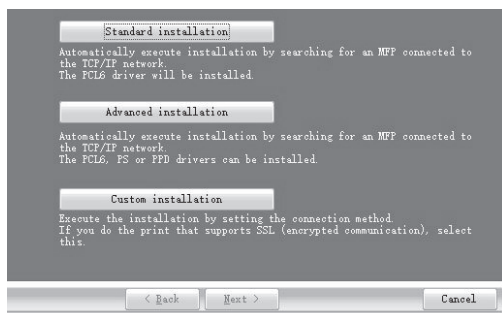 Standard installation
Automatically execute installation by searching for an MFP connected to
the TCP/IP network.
The PCL6 driver will be installed.
Advanced installation
Automatically execute installation by searching for an MFP connected to
the TCP/IP network.
The PCL6, PS or PPD drivers can be installed.
Custom installation
Execute the installation by setting the connection method.
If you do the print that supports SSL (encrypted communication), select
this.
< Back Next > Cancel